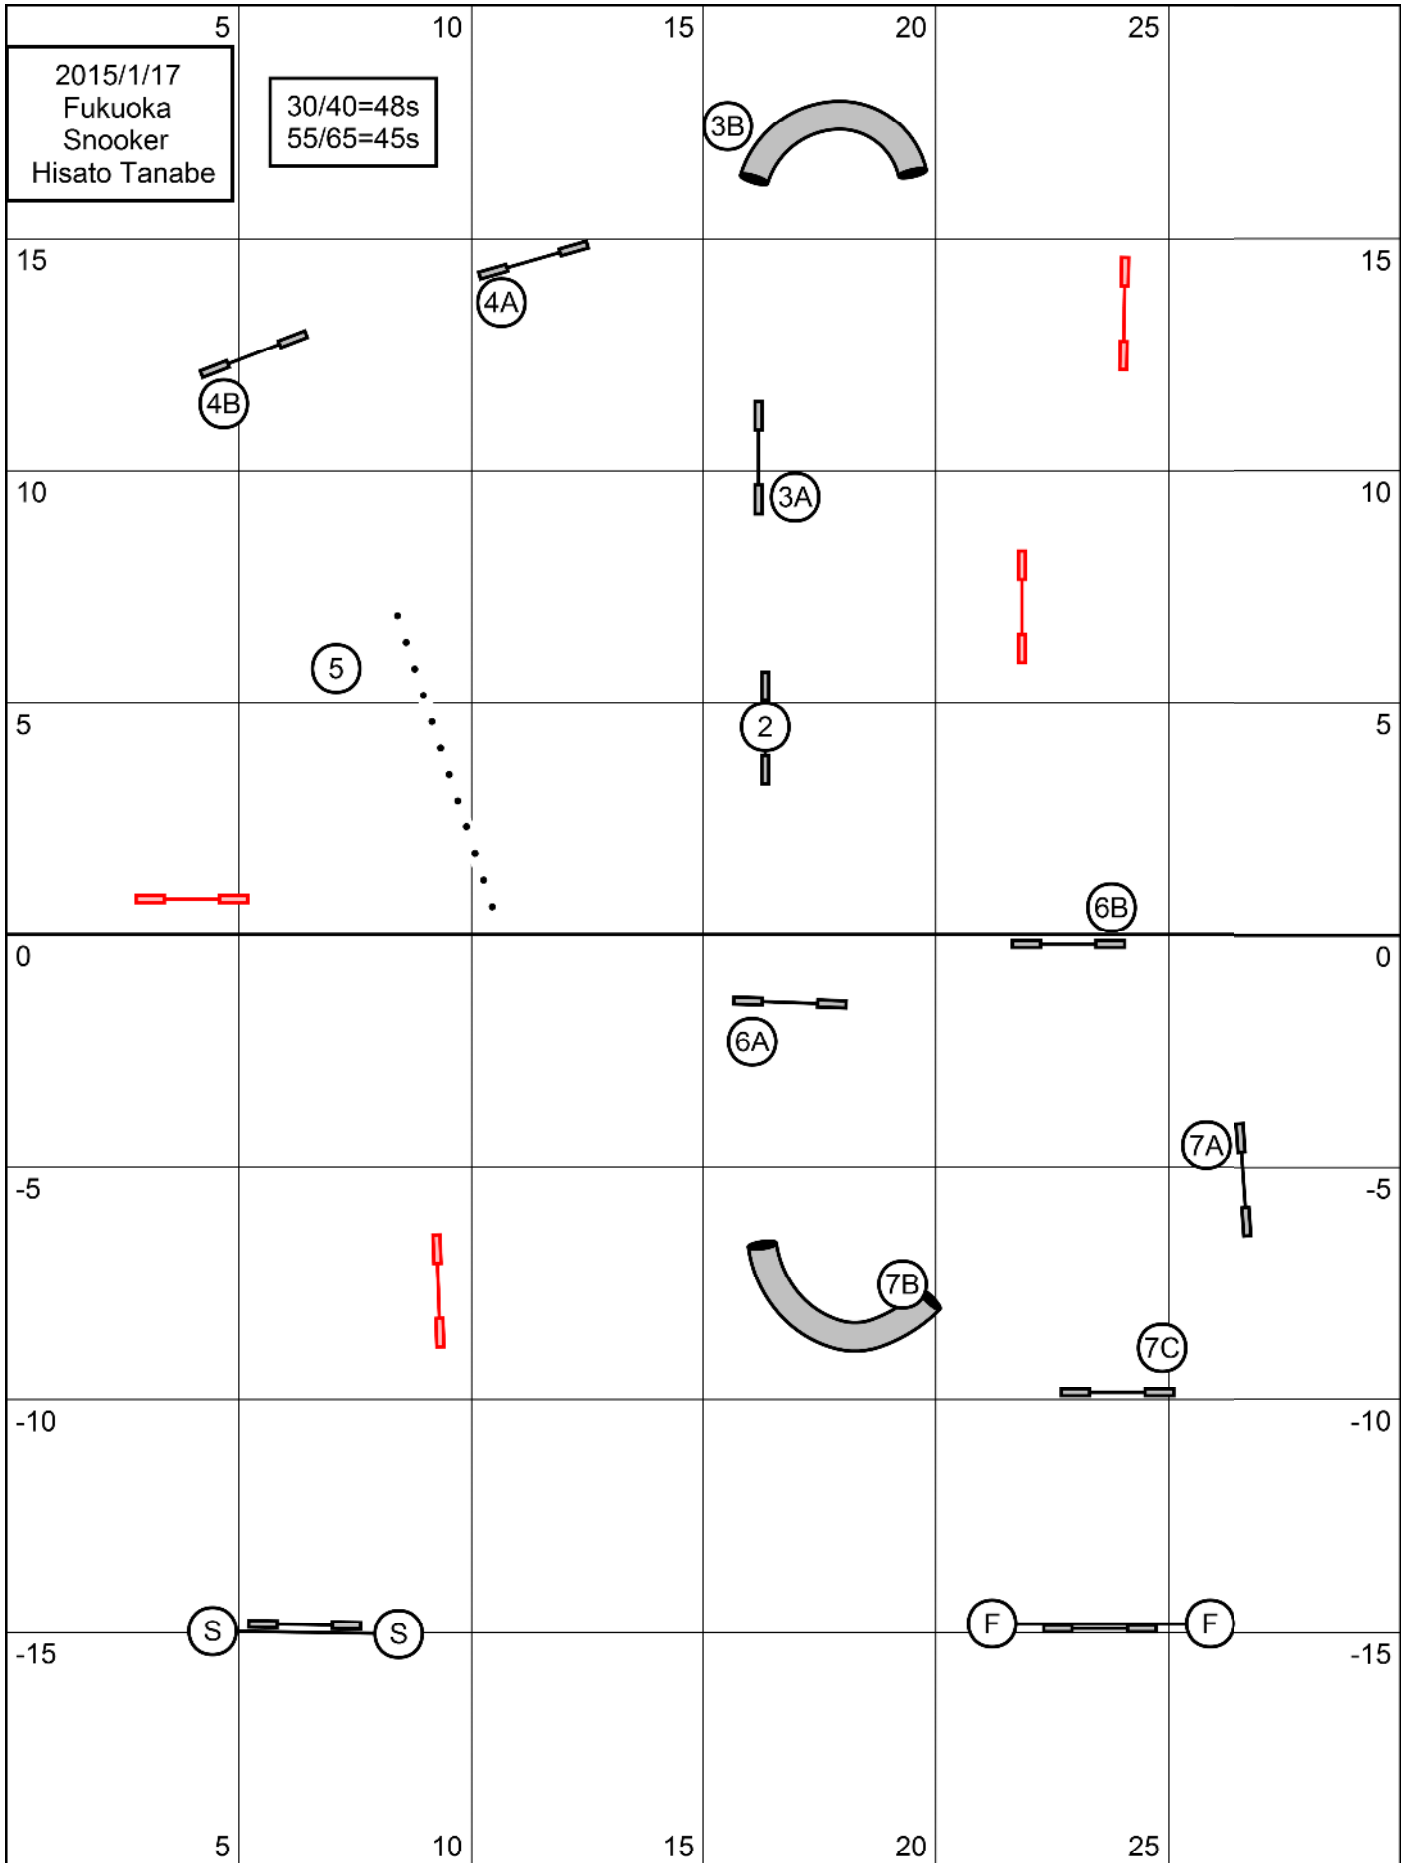 5 10 15 20 25
2015/1/17
Fukuoka
Snooker
Hisato Tanabe
30/40=48s
55/65=45s
3B
15 15
4A
4B
10 10
3A
5
5 5
2
6B
0 0
6A
7A
-5 -5
7B
7C
-10 -10
S S F F
-15 -15
5 10 15 20 25